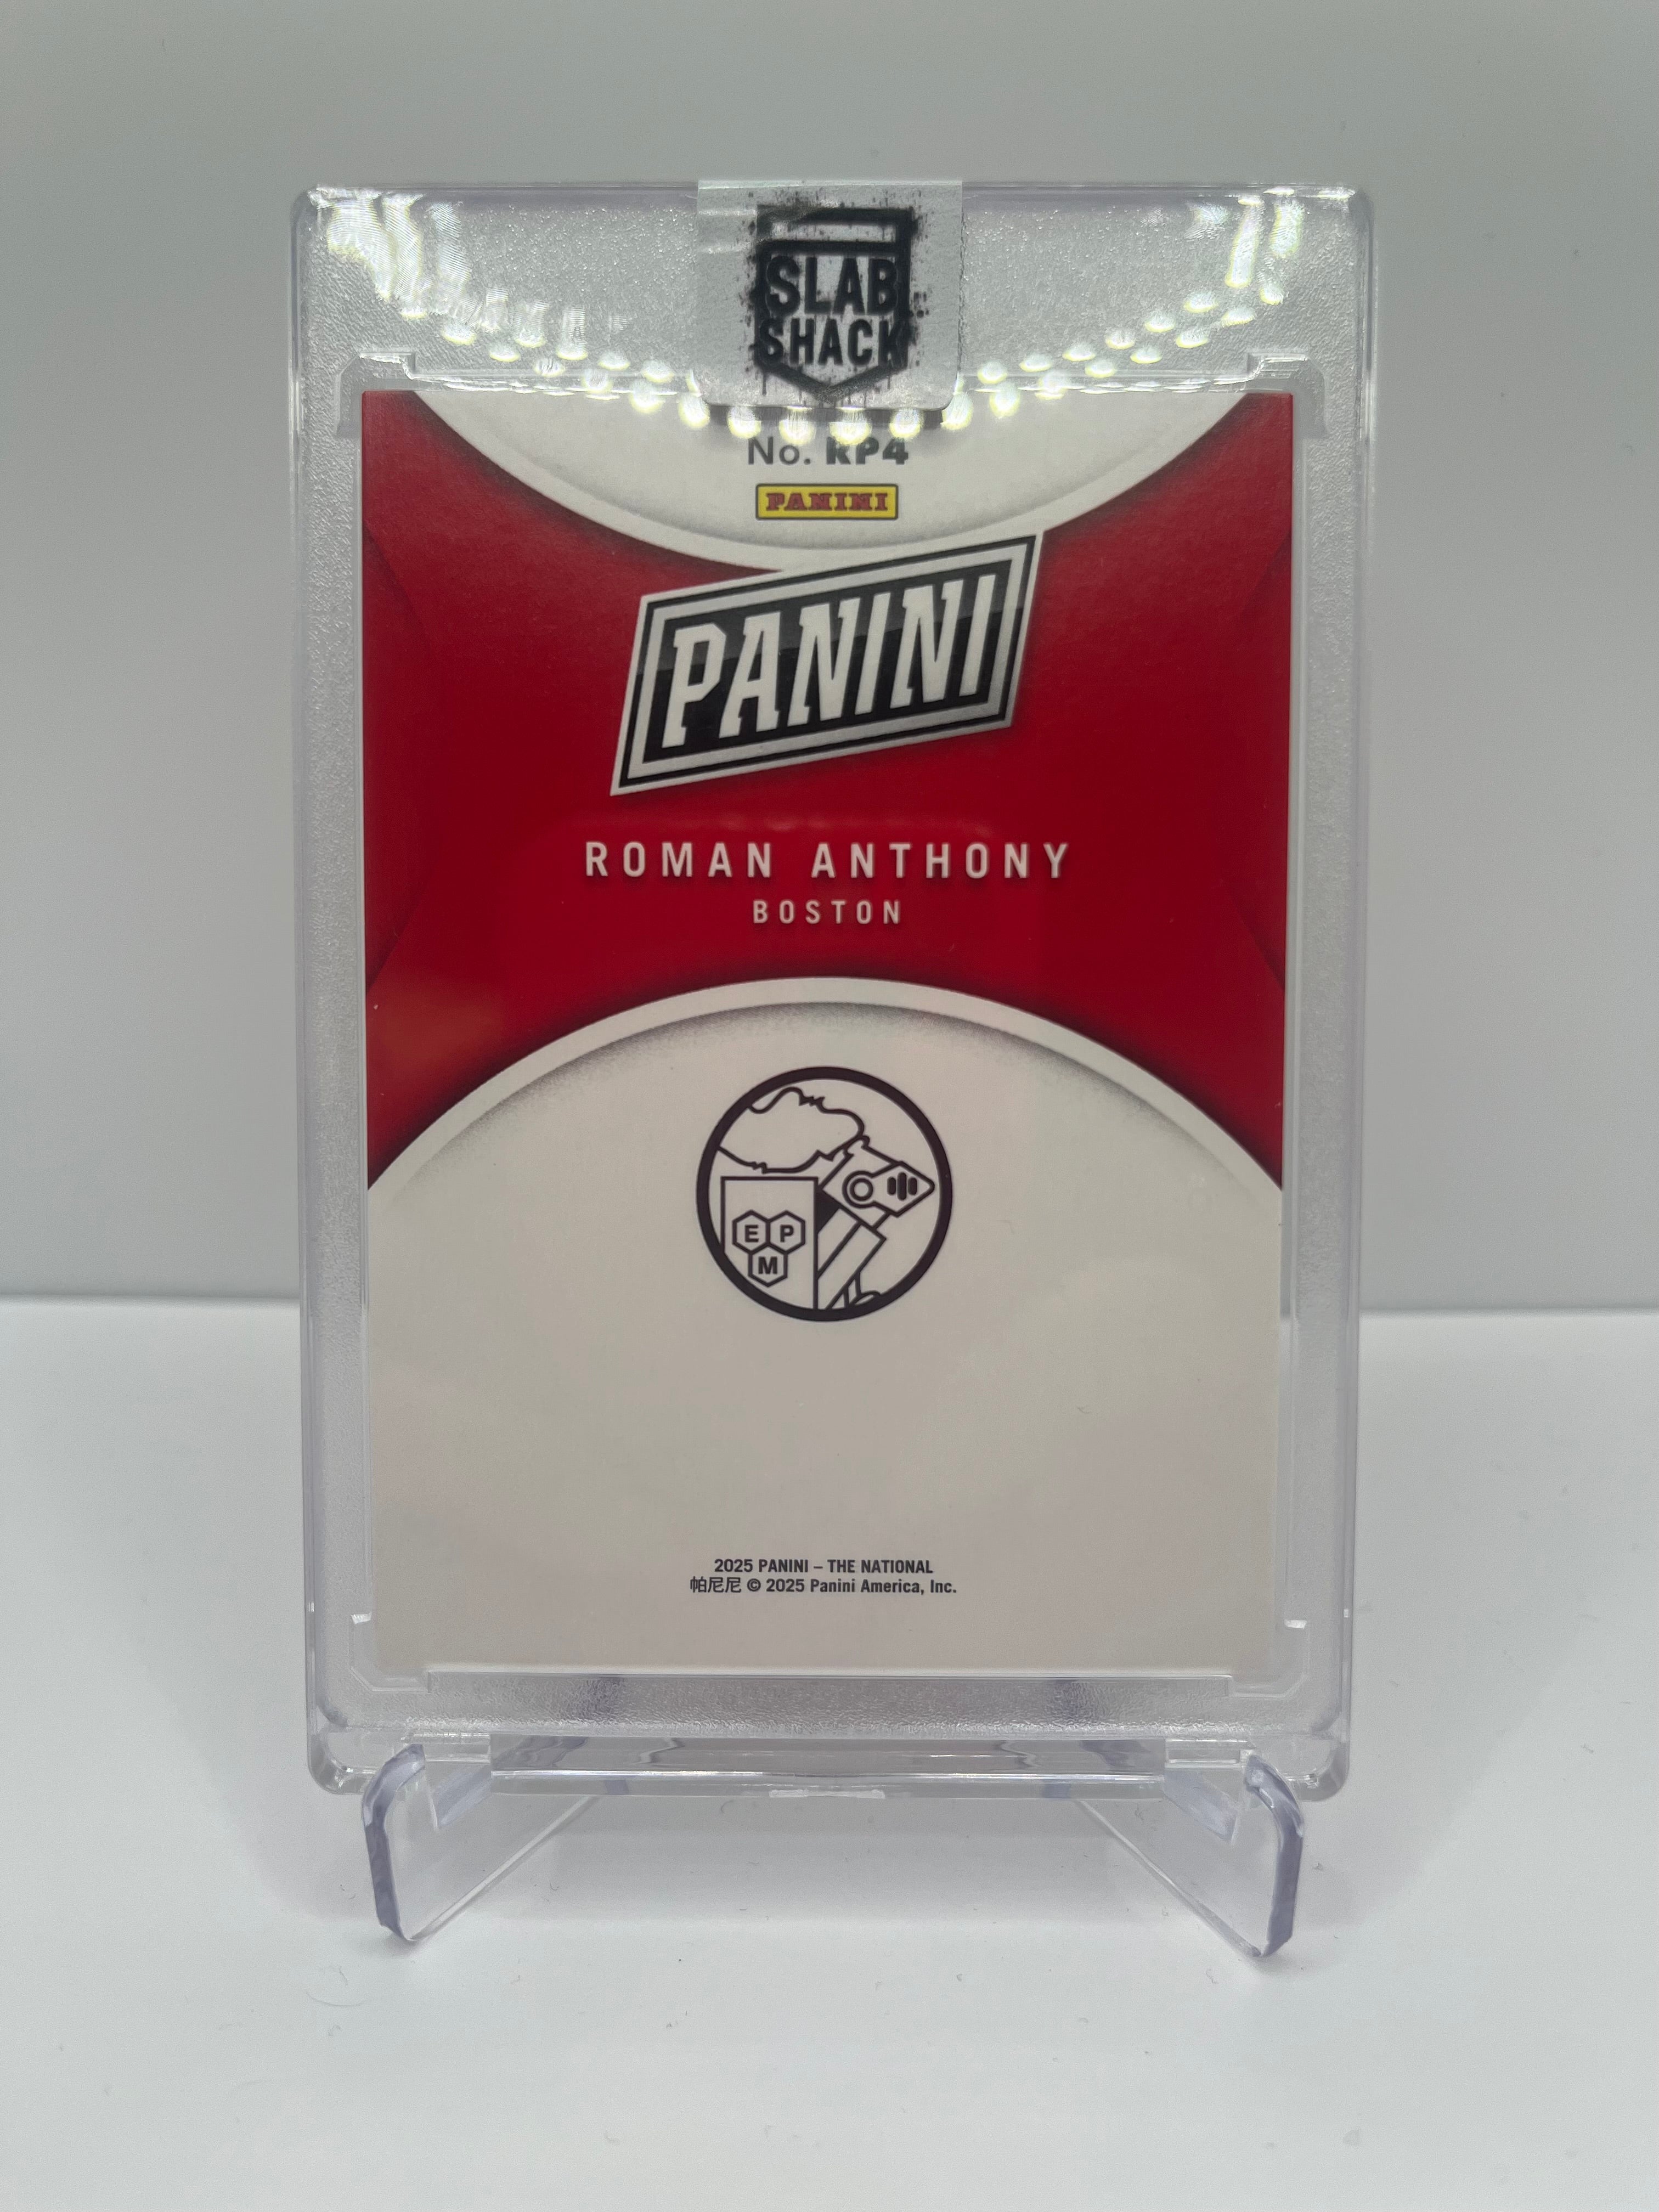 SLAB
SHACK
No. RP4
PANINI
PANINI
ROMAN ANTHONY
BOSTON
E P
M
2025 PANINI – THE NATIONAL
帕尼尼 © 2025 Panini America, Inc.